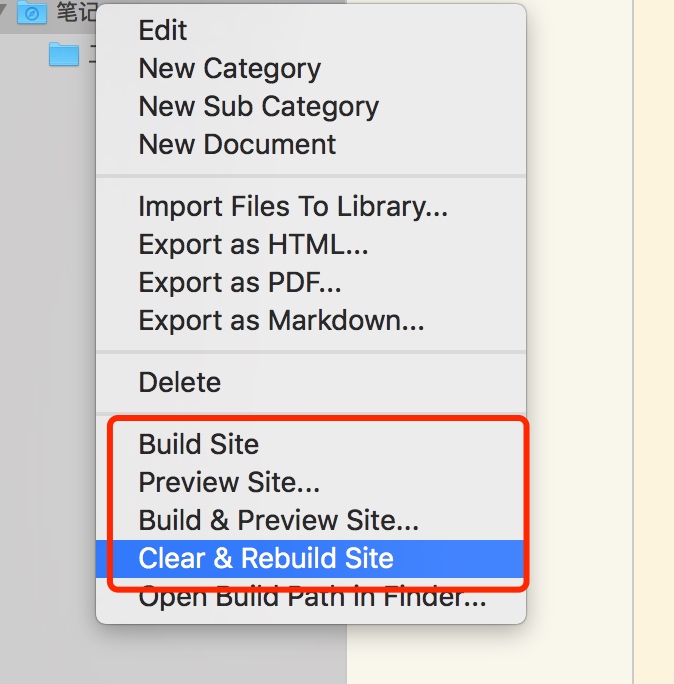 笔记
Edit
New Category
New Sub Category
New Document
Import Files To Library...
Export as HTML...
Export as PDF...
Export as Markdown...
Delete
Build Site
Preview Site...
Build & Preview Site...
Clear & Rebuild Site
Open Build Path in Finder...